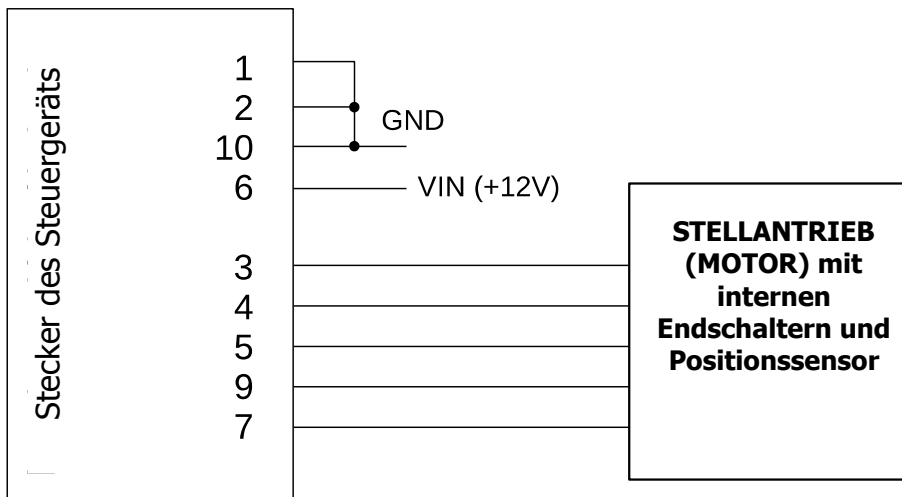 Stecker des Steuergeräts
1
2
10
6
GND
VIN (+12V)
3
4
5
9
7
STELLANTRIEB
(MOTOR) mit
internen
Endschaltern und
Positionssensor